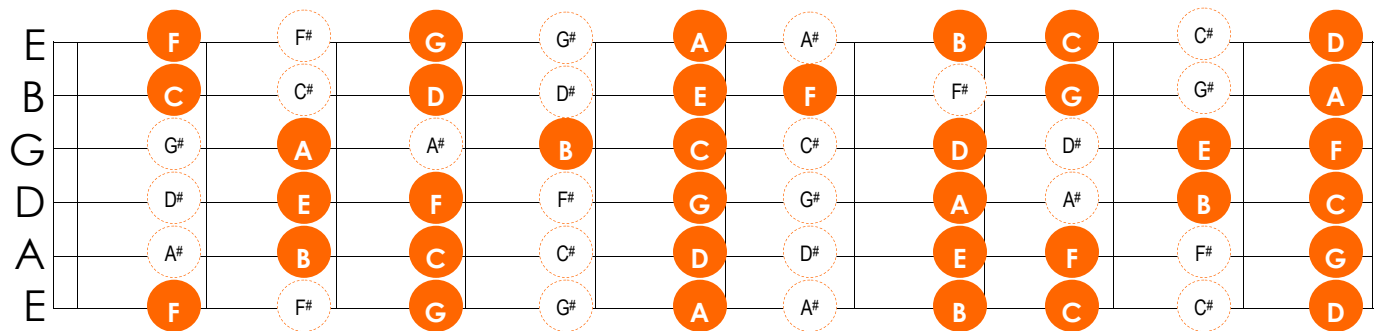 E F F# G G# A A# B C C# D
B C C# D D# E F F# G G# A
G G# A A# B C C# D D# E F
D D# E F F# G G# A A# B C
A A# B C C# D D# E F F# G
E F F# G G# A A# B C C# D